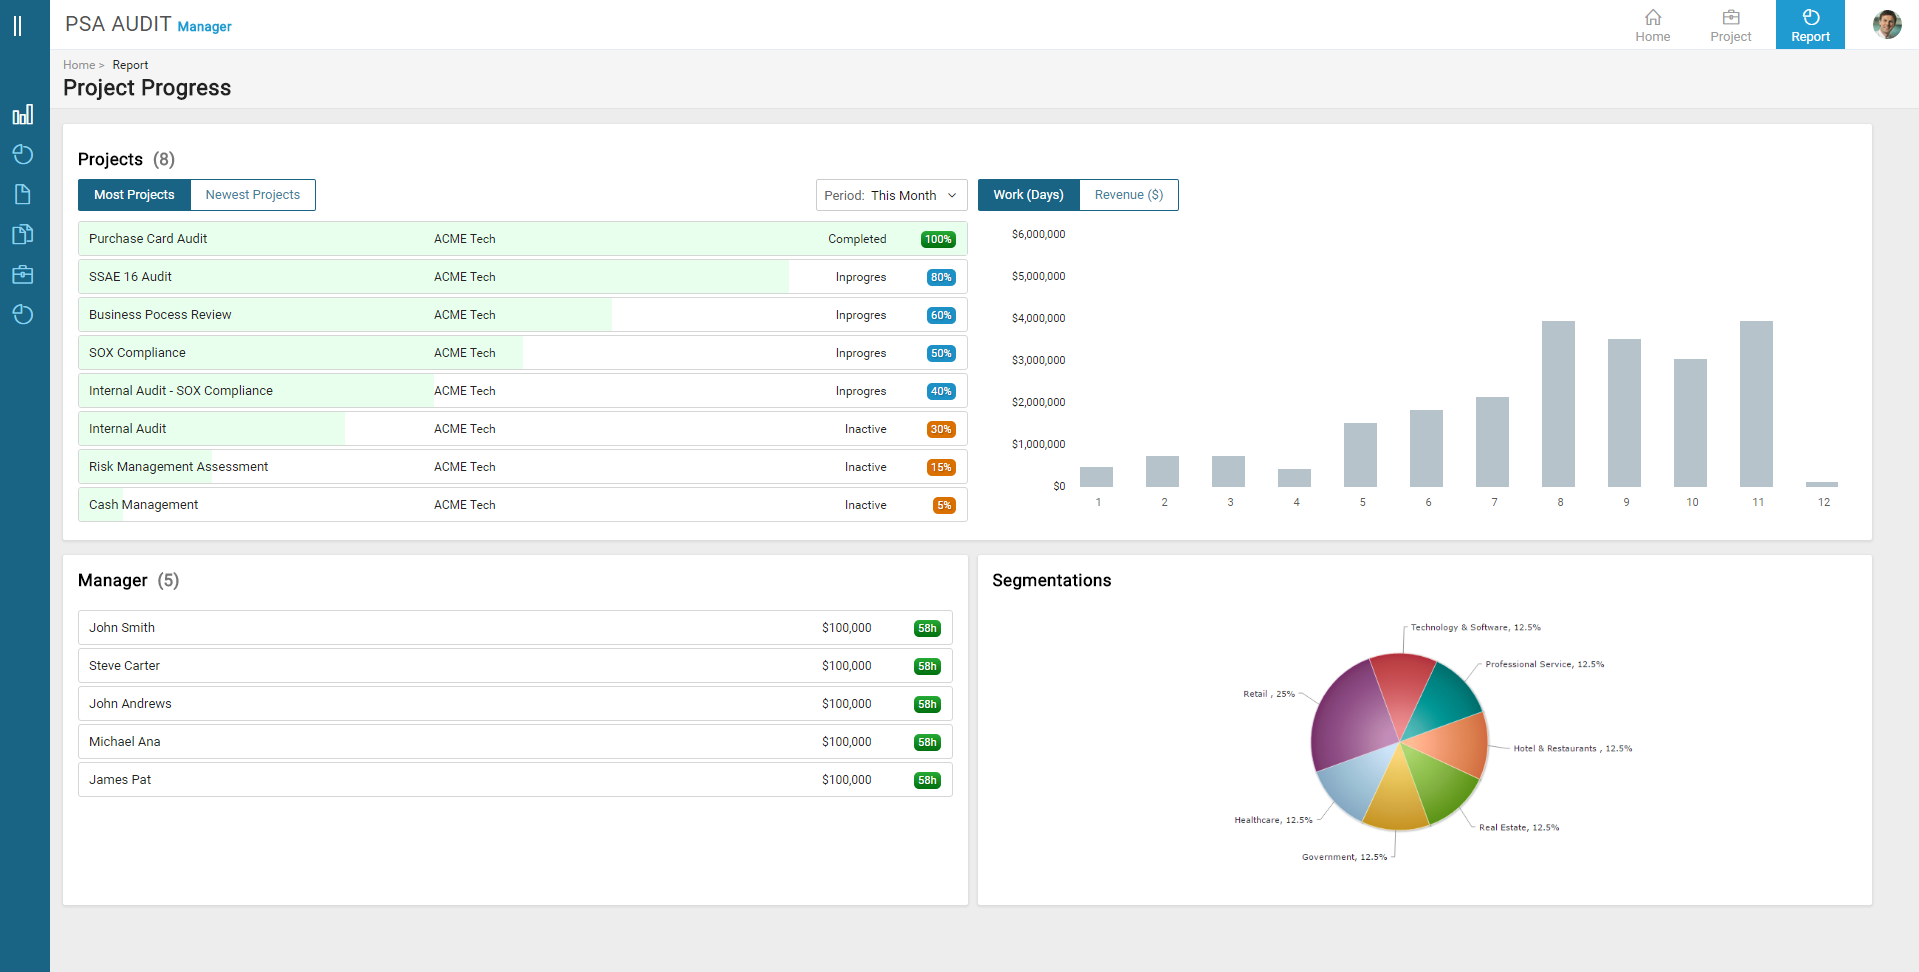 PSA AUDIT Manager
Home
Project
Report
Home > Report
Project Progress
Projects (8)
Most Projects
Newest Projects
Period: This Month
Work (Days)
Revenue ($)
Purchase Card Audit ACME Tech Completed 100%
SSAE 16 Audit ACME Tech Inprogres 80%
Business Pocess Review ACME Tech Inprogres 60%
SOX Compliance ACME Tech Inprogres 50%
Internal Audit - SOX Compliance ACME Tech Inprogres 40%
Internal Audit ACME Tech Inactive 30%
Risk Management Assessment ACME Tech Inactive 15%
Cash Management ACME Tech Inactive 5%
$6,000,000
$5,000,000
$4,000,000
$3,000,000
$2,000,000
$1,000,000
$0
1 2 3 4 5 6 7 8 9 10 11 12
Manager (5)
John Smith $100,000 58h
Steve Carter $100,000 58h
John Andrews $100,000 58h
Michael Ana $100,000 58h
James Pat $100,000 58h
Segmentations
Technology & Software, 12.5%
Professional Service, 12.5%
Retail , 25%
Hotel & Restaurants , 12.5%
Healthcare, 12.5%
Real Estate, 12.5%
Government, 12.5%